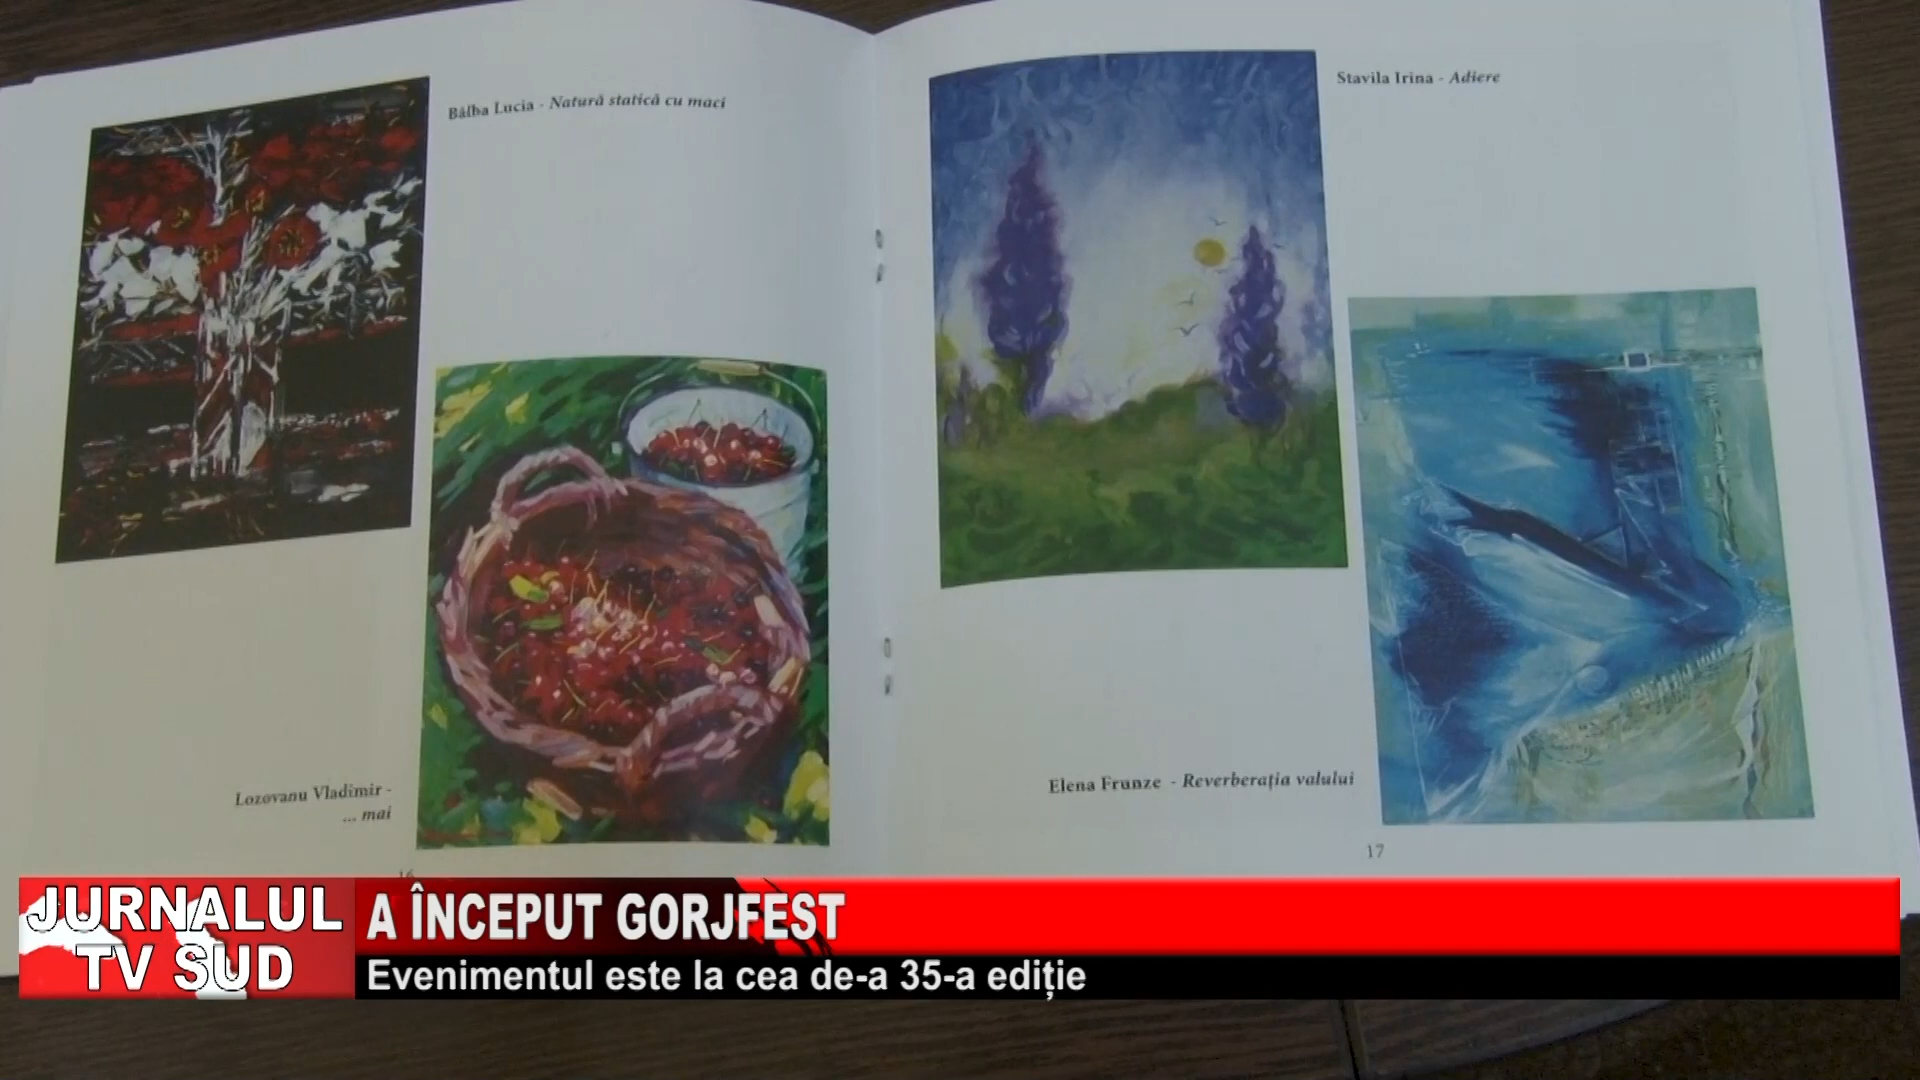 Bâlba Lucia - Natură statică cu maci
Lozovanu Vladimir -
... mai
16
Stavila Irina - Adiere
Elena Frunze - Reverberația valului
17
JURNALUL
TV SUD
A ÎNCEPUT GORJFEST
Evenimentul este la cea de-a 35-a ediție